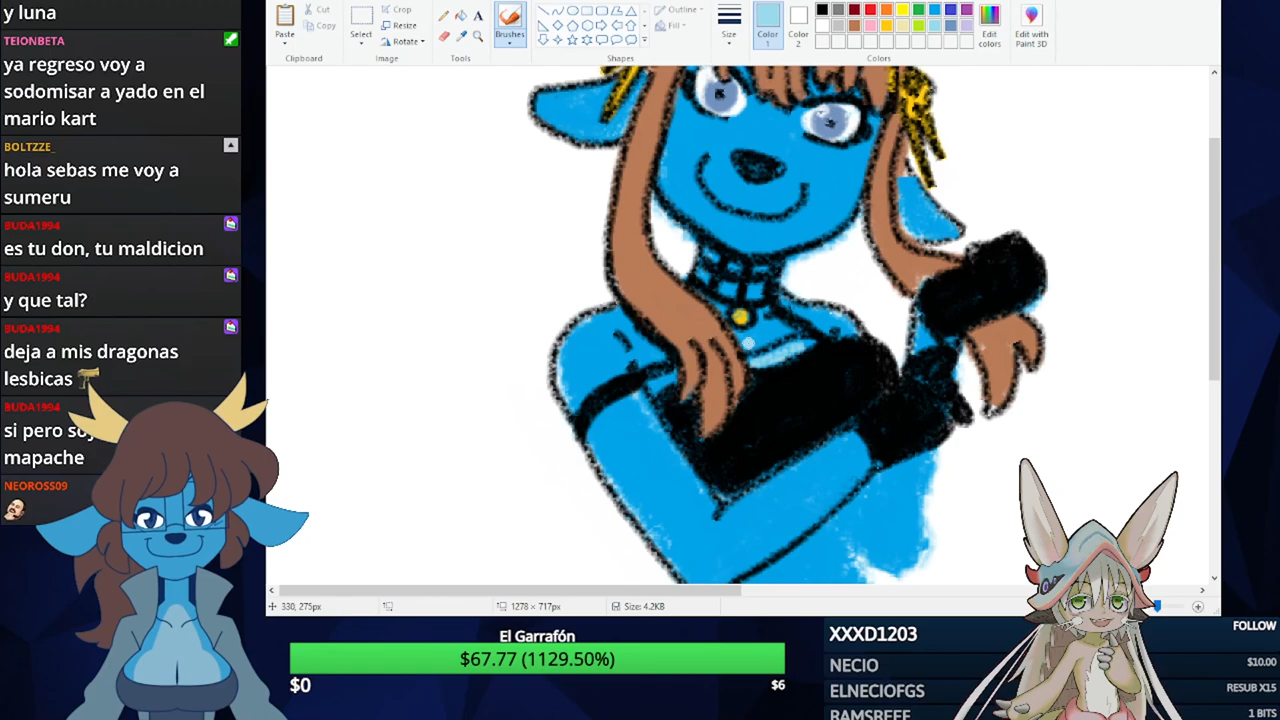 y luna
TEIONBETA
ya regreso voy a
sodomisar a yado en el
mario kart
BOLTZZE_
hola sebas me voy a
sumeru
BUDA1994
es tu don, tu maldicion
BUDA1994
y que tal?
BUDA1994
deja a mis dragonas
lesbicas
BUDA1994
si pero soy
mapache
NEOROSS09
Paste
Cut
Copy
Clipboard
Select
Crop
Resize
Rotate
Image
A
Tools
Brushes
Outline
Fill
Shapes
Size
Color
1
Color
2
Edit
colors
Colors
Edit with
Paint 3D
330, 275px
1278 × 717px
Size: 4.2KB
El Garrafón
$67.77 (1129.50%)
$0
$6
XXXD1203
FOLLOW
NECIO
$10.00
ELNECIOFGS
RESUB X15
RAMSREEE
1 BITS